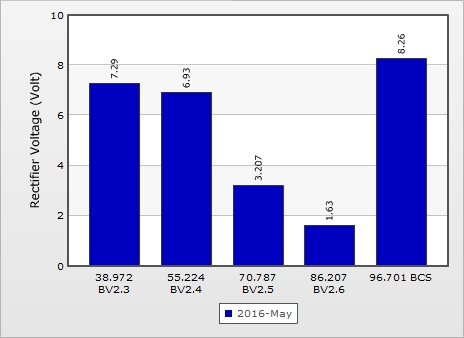 10
8
6
4
2
0
Rectifier Voltage (Volt)
7.29
6.93
3.207
1.63
8.26
38.972 55.224 70.787 86.207 96.701 BCS
BV2.3 BV2.4 BV2.5 BV2.6
2016-May